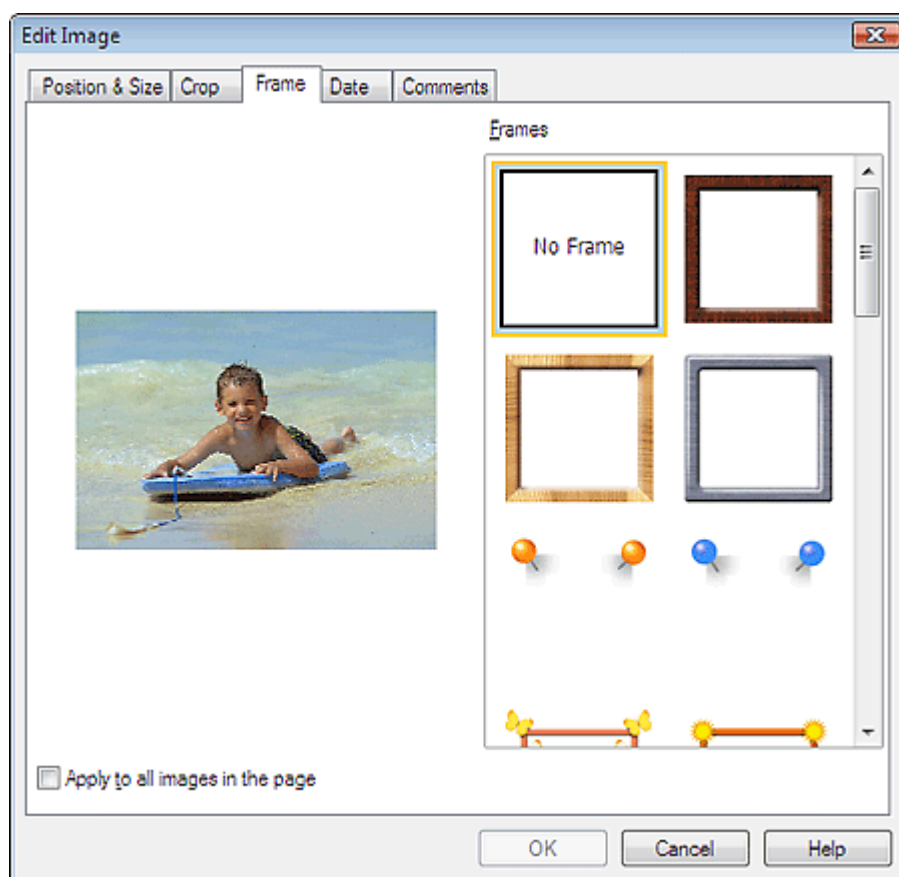 Edit Image
Position & Size Crop Frame Date Comments
Frames
No Frame
Apply to all images in the page
OK Cancel Help